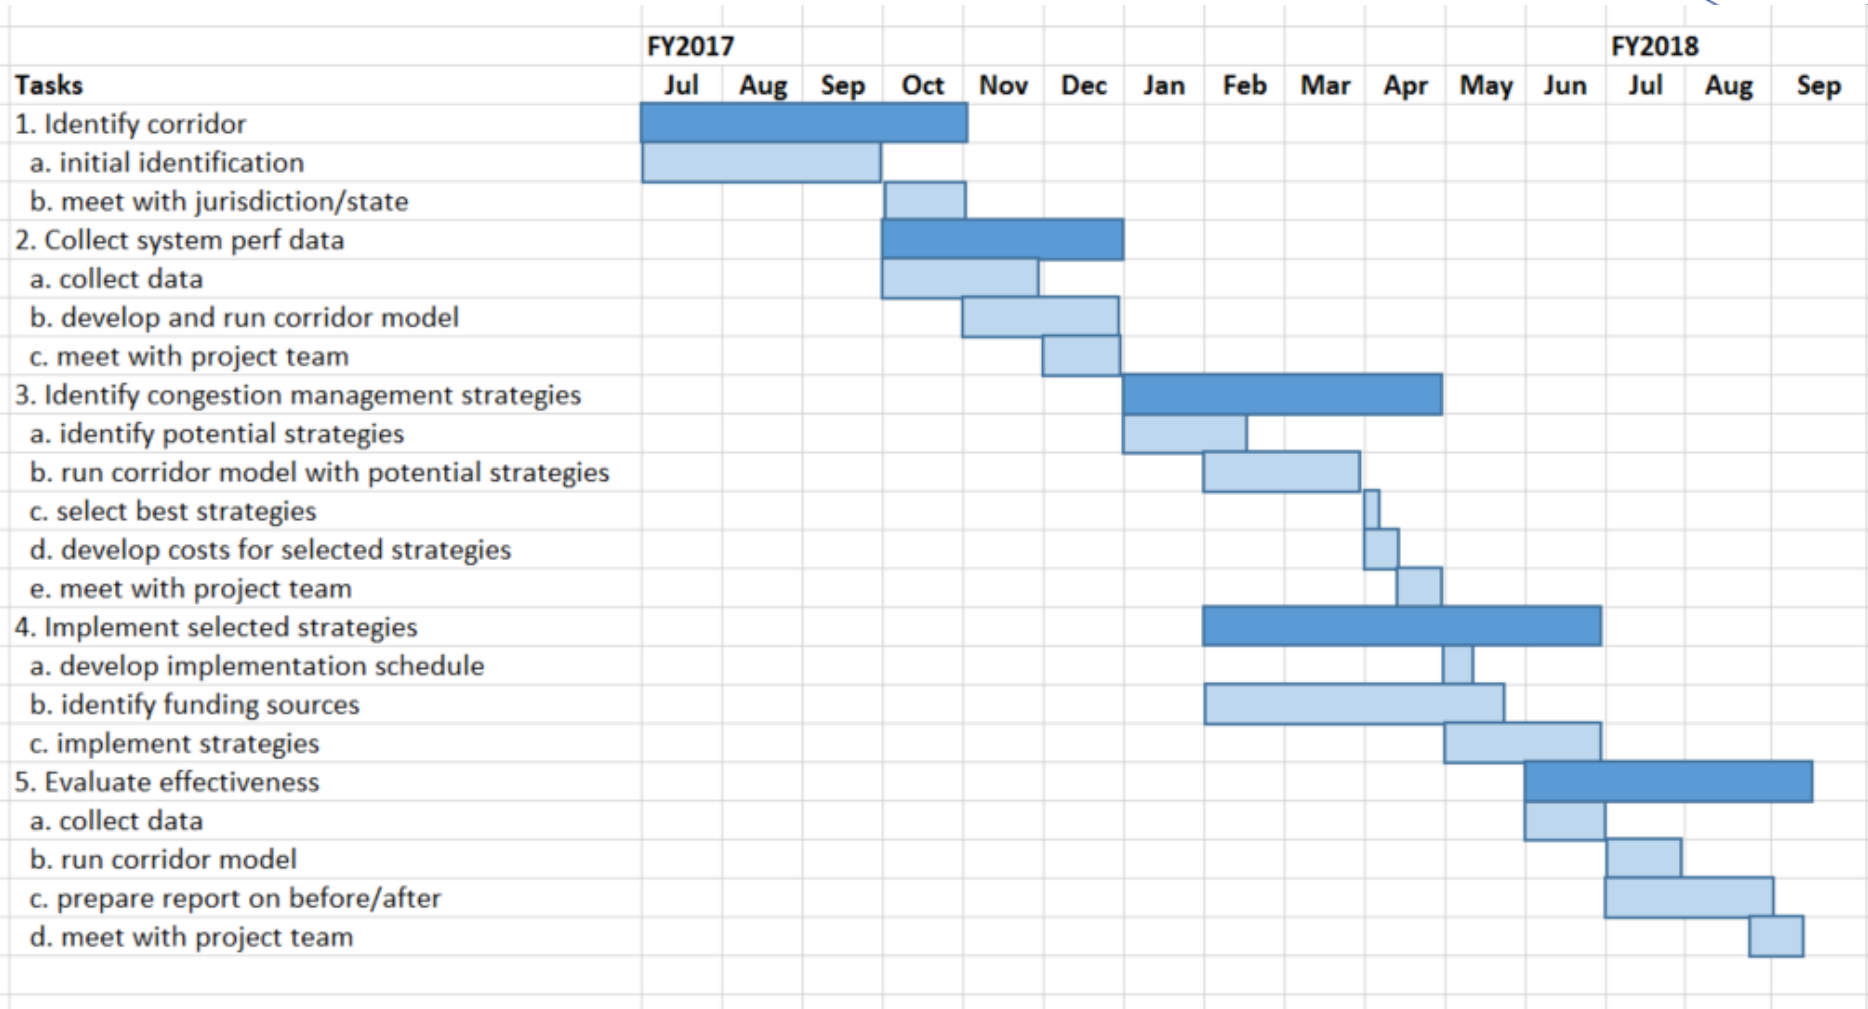 FY2017 FY2018
Tasks Jul Aug Sep Oct Nov Dec Jan Feb Mar Apr May Jun Jul Aug Sep
1. Identify corridor
a. initial identification
b. meet with jurisdiction/state
2. Collect system perf data
a. collect data
b. develop and run corridor model
c. meet with project team
3. Identify congestion management strategies
a. identify potential strategies
b. run corridor model with potential strategies
c. select best strategies
d. develop costs for selected strategies
e. meet with project team
4. Implement selected strategies
a. develop implementation schedule
b. identify funding sources
c. implement strategies
5. Evaluate effectiveness
a. collect data
b. run corridor model
c. prepare report on before/after
d. meet with project team